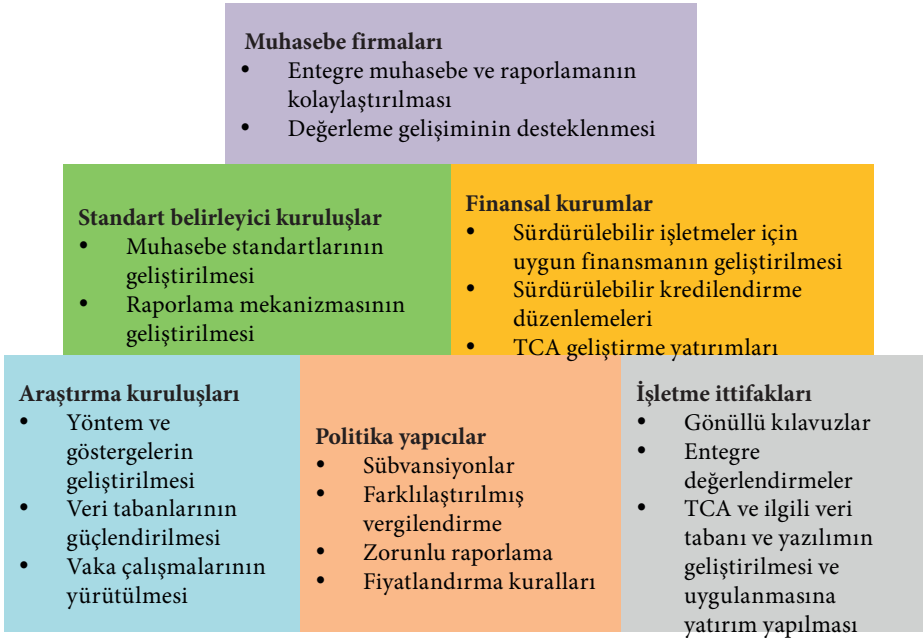 Muhasebe firmaları
• Entegre muhasebe ve raporlamanın
kolaylaştırılması
• Değerleme gelişiminin desteklenmesi
Standart belirleyici kuruluşlar
• Muhasebe standartlarının
geliştirilmesi
• Raporlama mekanizmasının
geliştirilmesi
Finansal kurumlar
• Sürdürülebilir işletmeler için
uygun finansmanın geliştirilmesi
• Sürdürülebilir kredilendirme
düzenlemeleri
• TCA geliştirme yatırımları
Araştırma kuruluşları
• Yöntem ve
göstergelerin
geliştirilmesi
• Veri tabanlarının
güçlendirilmesi
• Vaka çalışmalarının
yürütülmesi
Politika yapıcılar
• Sübvansiyonlar
• Farklılaştırılmış
vergilendirme
• Zorunlu raporlama
• Fiyatlandırma kuralları
İşletme ittifakları
• Gönüllü kılavuzlar
• Entegre
değerlendirmeler
• TCA ve ilgili veri
tabanı ve yazılımın
geliştirilmesi ve
uygulanmasına
yatırım yapılması